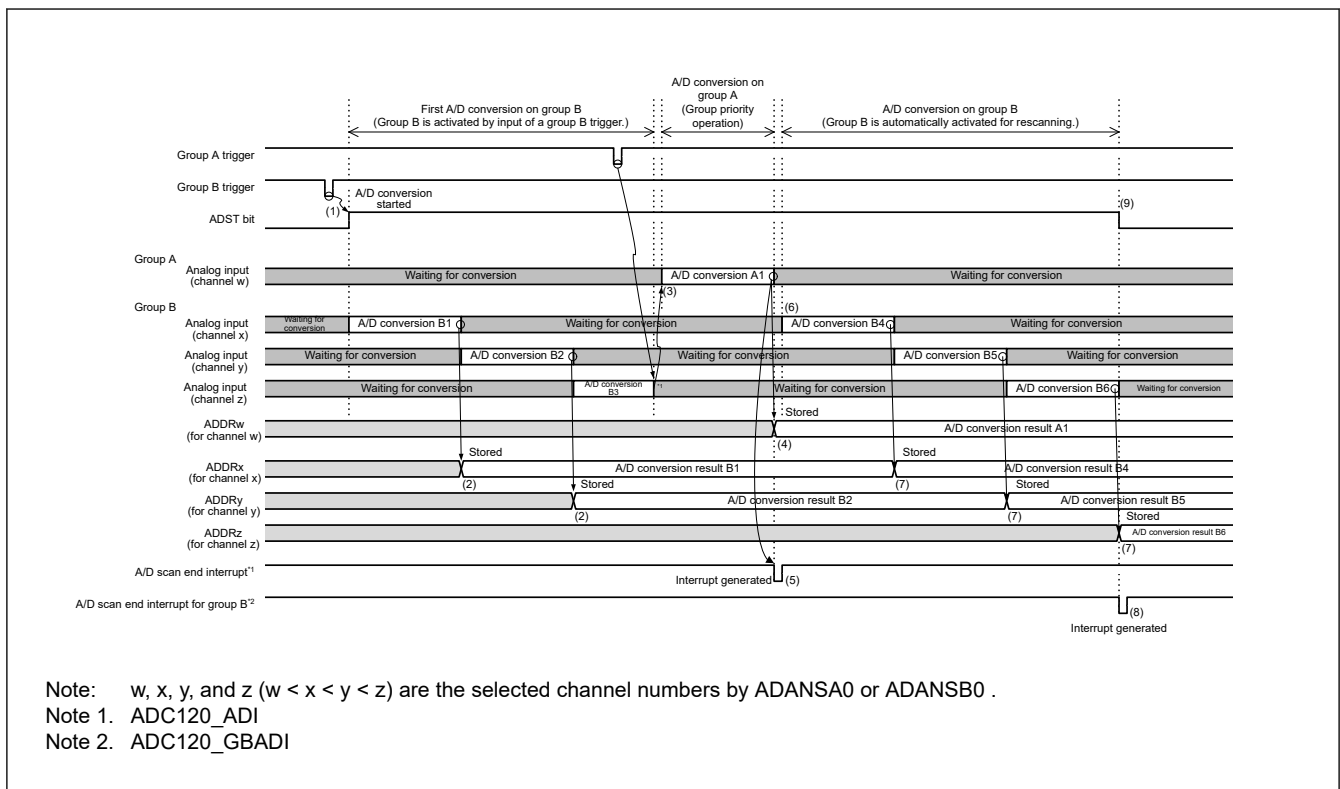 A/D conversion on
group A
(Group priority
operation)
First A/D conversion on group B
(Group B is activated by input of a group B trigger.)
A/D conversion on group B
(Group B is automatically activated for rescanning.)
Group A trigger
Group B trigger
A/D conversion
started
(1)
ADST bit
(9)
Group A
Analog input
(channel w)
Waiting for conversion
A/D conversion A1
Waiting for conversion
(3)
Group B
(6)
Analog input
(channel x)
Waiting for
conversion
A/D conversion B1
Waiting for conversion
A/D conversion B4
Waiting for conversion
Analog input
(channel y)
Waiting for conversion
A/D conversion B2
Waiting for conversion
A/D conversion B5
Waiting for conversion
Analog input
(channel z)
Waiting for conversion
A/D conversion
B3
*1
Waiting for conversion
A/D conversion B6
Waiting for conversion
Stored
ADDRw
(for channel w)
A/D conversion result A1
(4)
Stored
Stored
ADDRx
(for channel x)
A/D conversion result B1
A/D conversion result B4
(2)
(7)
Stored
Stored
ADDRy
(for channel y)
A/D conversion result B2
A/D conversion result B5
(2)
(7)
Stored
ADDRz
(for channel z)
A/D conversion result B6
(7)
A/D scan end interrupt*1
Interrupt generated
(5)
A/D scan end interrupt for group B*2
(8)
Interrupt generated
Note: w, x, y, and z (w < x < y < z) are the selected channel numbers by ADANSA0 or ADANSB0 .
Note 1. ADC120_ADI
Note 2. ADC120_GBADI